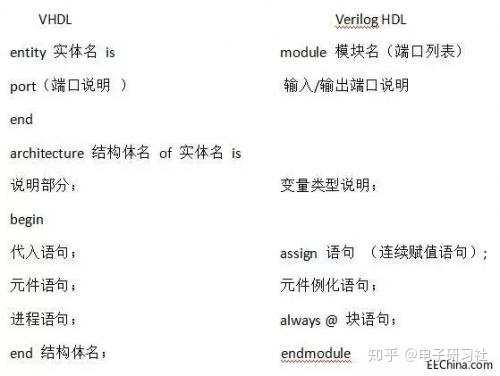 VHDL Verilog HDL
entity 实体名 is module 模块名（端口列表）
port（端口说明 ） 输入/输出端口说明
end
architecture 结构体名 of 实体名 is
说明部分； 变量类型说明；
begin
代入语句； assign 语句 （连续赋值语句）;
元件语句； 元件例化语句；
进程语句； always @ 块语句；
end 结构体名； endmodule
知乎 @电子研习社
EEChina.com